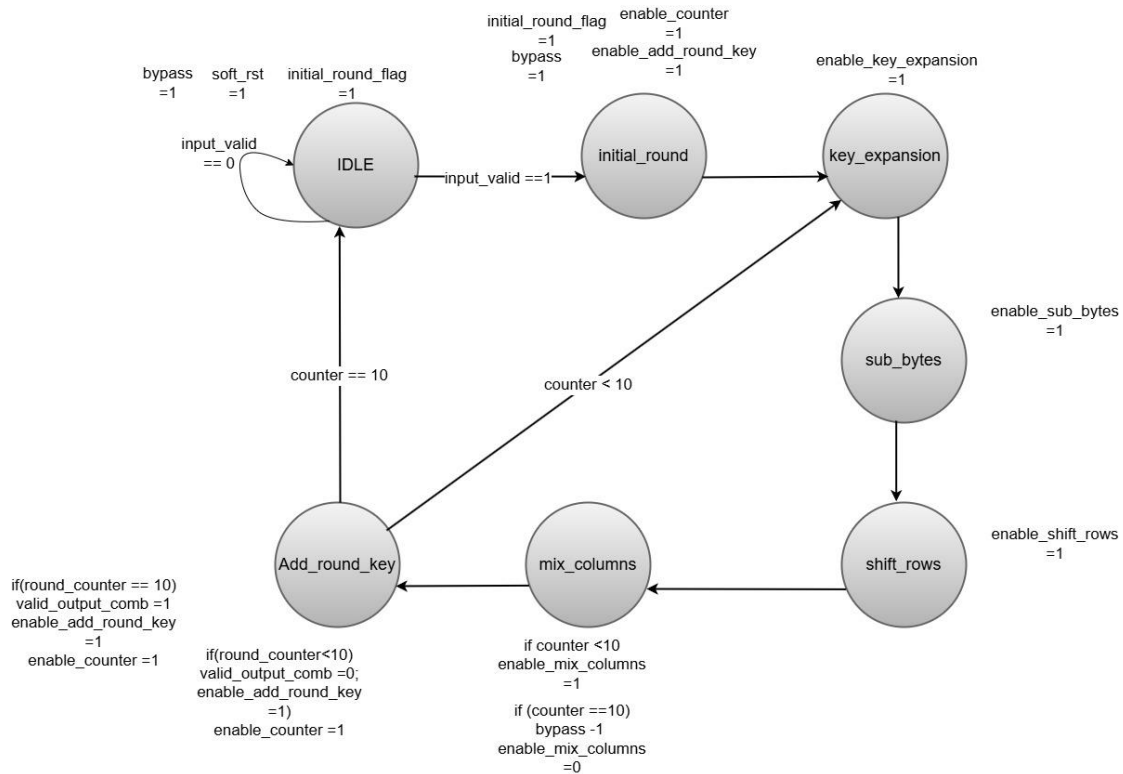 bypass
=1
soft_rst
=1
initial_round_flag
=1
initial_round_flag
=1
bypass
=1
enable_counter
=1
enable_add_round_key
=1
enable_key_expansion
=1
input_valid
== 0
IDLE
input_valid ==1
initial_round
key_expansion
enable_sub_bytes
=1
sub_bytes
counter == 10
counter < 10
enable_shift_rows
=1
shift_rows
mix_columns
Add_round_key
if(round_counter == 10)
valid_output_comb =1
enable_add_round_key
=1
enable_counter =1
if(round_counter<10)
valid_output_comb =0;
enable_add_round_key
=1)
enable_counter =1
if counter <10
enable_mix_columns
=1
if (counter ==10)
bypass -1
enable_mix_columns
=0